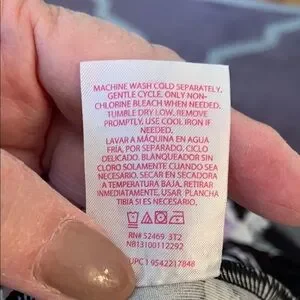 MACHINE WASH COLD SEPARATELY,
GENTLE CYCLE. ONLY NON-
CHLORINE BLEACH WHEN NEEDED.
TUMBLE DRY LOW. REMOVE
PROMPTLY, USE COOL IRON IF
NEEDED.
LAVAR A MÁQUINA EN AGUA
FRÍA, POR SEPARADO, CICLO
DELICADO. BLANQUEADOR SIN
CLORO SOLAMENTE CUANDO SEA
NECESARIO. SECAR EN SECADORA
A TEMPERATURA BAJA, RETIRAR
INMEDIATAMENTE. USAR PLANCHA
TIBIA SI ES NECESARIO.
RN# 52469 3T2
NB13100112292
UPC 1 9542217848